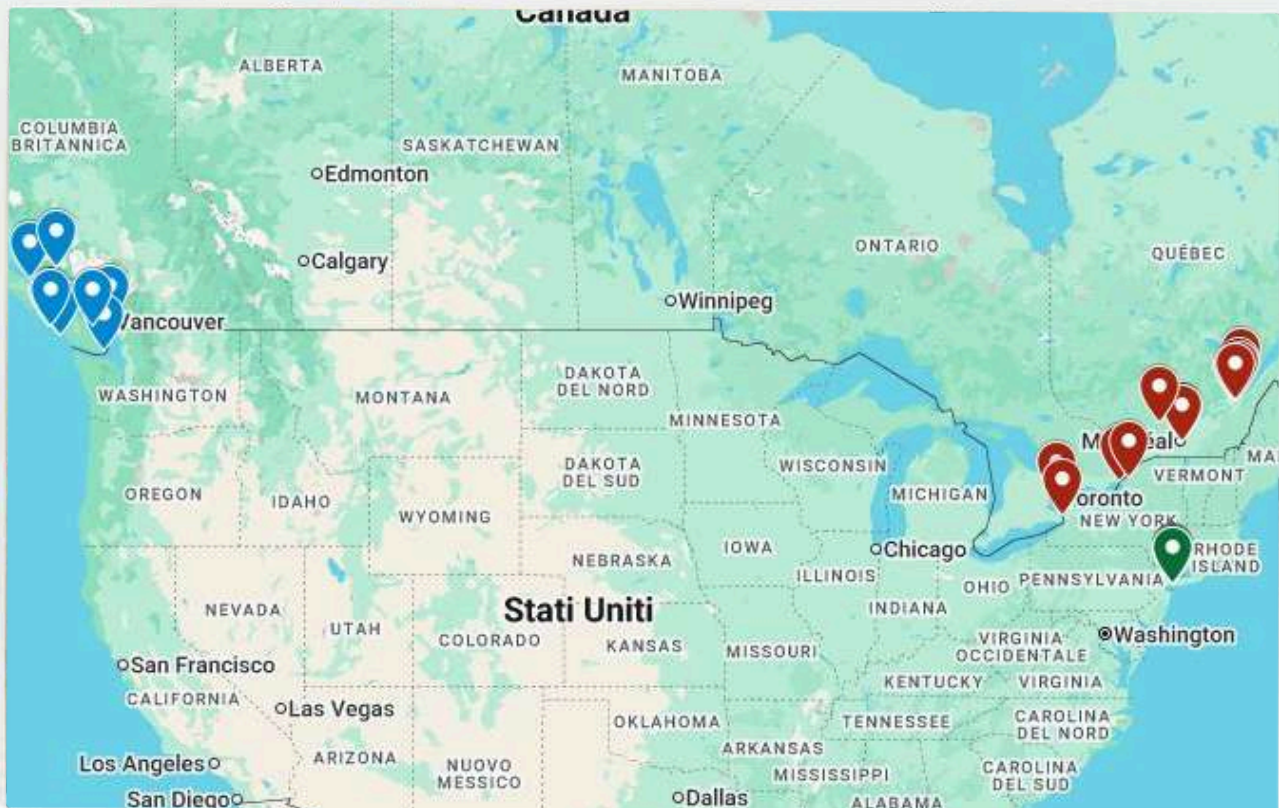 Canada
ALBERTA
MANITOBA
COLUMBIA
BRITANNICA
SASKATCHEWAN
Edmonton
ONTARIO
QUÉBEC
Calgary
Winnipeg
Vancouver
WASHINGTON
MONTANA
DAKOTA
DEL NORD
MINNESOTA
OREGON
IDAHO
WYOMING
DAKOTA
DEL SUD
WISCONSIN
MICHIGAN
VERMONT
MAI
oronto
NEW YORK
NEBRASKA
IOWA
Chicago
ILLINOIS
INDIANA
OHIO
PENNSYLVANIA
RHODE
ISLAND
NEVADA
UTAH
COLORADO
Stati Uniti
KANSAS
MISSOURI
VIRGINIA
OCCIDENTALE
Washington
KENTUCKY
VIRGINIA
San Francisco
CALIFORNIA
Las Vegas
OKLAHOMA
TENNESSEE
CAROLINA
DEL NORD
ARKANSAS
Los Angeles
ARIZONA
NUOVO
MESSICO
MISSISSIPPI
CAROLINA
DEL SUD
San Diego
Dallas
ALABAMA